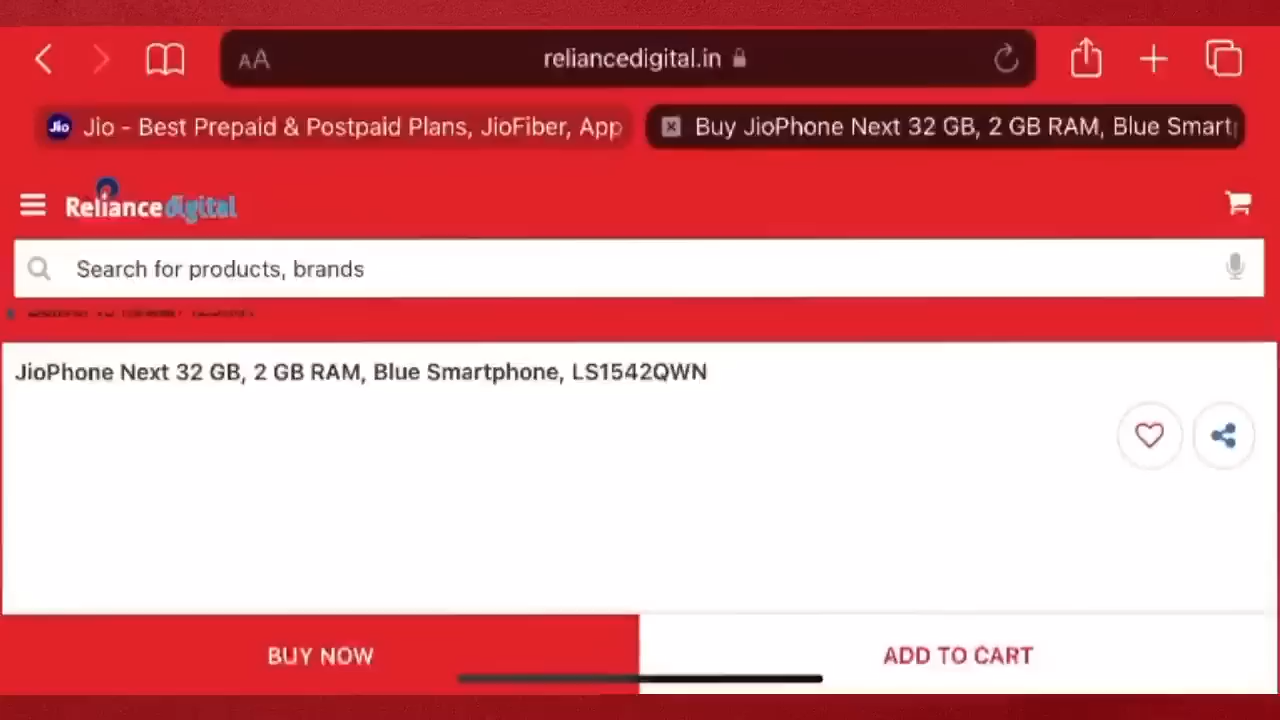 AA
reliancedigital.in
Jio
Jio - Best Prepaid & Postpaid Plans, JioFiber, App
Buy JioPhone Next 32 GB, 2 GB RAM, Blue Smart
Reliance digital
Search for products, brands
JioPhone Next 32 GB, 2 GB RAM, Blue Smartphone, LS1542QWN
BUY NOW
ADD TO CART